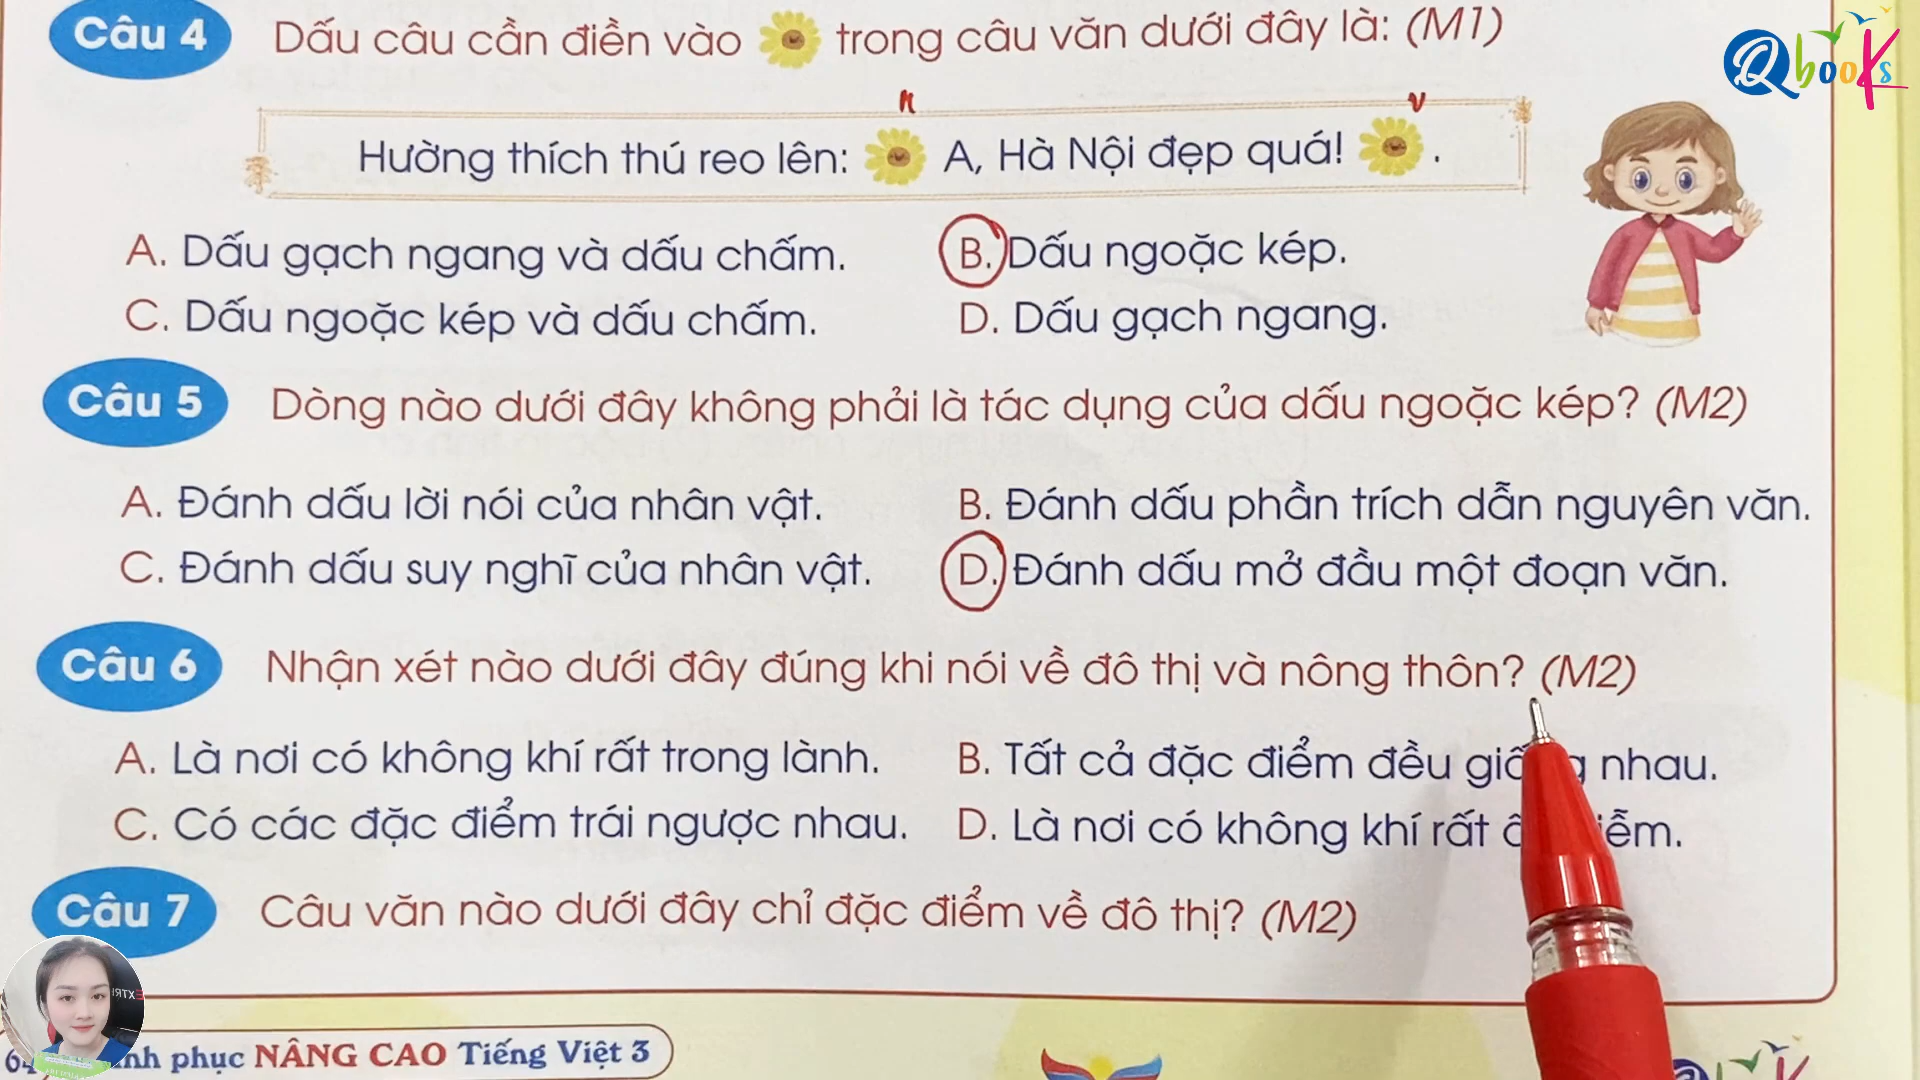 Qbooks
Câu 4 Dấu câu cần điền vào trong câu văn dưới đây là: (M1)
Hường thích thú reo lên: A, Hà Nội đẹp quá! .
A. Dấu gạch ngang và dấu chấm. B. Dấu ngoặc kép.
C. Dấu ngoặc kép và dấu chấm. D. Dấu gạch ngang.
Câu 5 Dòng nào dưới đây không phải là tác dụng của dấu ngoặc kép? (M2)
A. Đánh dấu lời nói của nhân vật. B. Đánh dấu phần trích dẫn nguyên văn.
C. Đánh dấu suy nghĩ của nhân vật. D. Đánh dấu mở đầu một đoạn văn.
Câu 6 Nhận xét nào dưới đây đúng khi nói về đô thị và nông thôn? (M2)
A. Là nơi có không khí rất trong lành. B. Tất cả đặc điểm đều nhau.
C. Có các đặc điểm trái ngược nhau. D. Là nơi có không khí rất
Câu 7 Câu văn nào dưới đây chỉ đặc điểm về đô thị? (M2)
phục NÂNG CAO Tiếng Việt 3